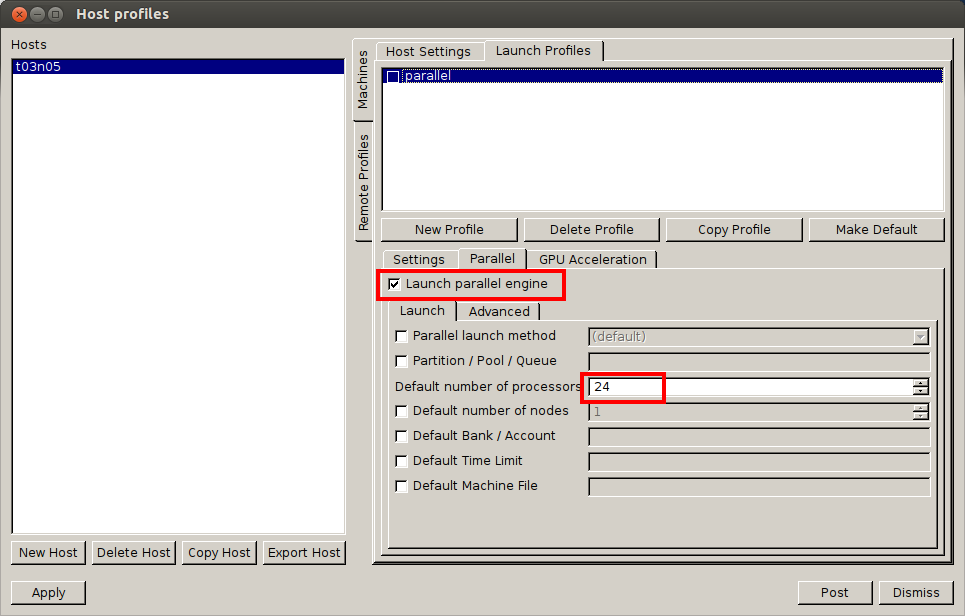 Host profiles
Hosts
t03n05
Machines
Remote Profiles
Host Settings
Launch Profiles
parallel
New Profile
Delete Profile
Copy Profile
Make Default
Settings
Parallel
GPU Acceleration
Launch parallel engine
Launch
Advanced
Parallel launch method
(default)
Partition / Pool / Queue
Default number of processors
24
Default number of nodes
1
Default Bank / Account
Default Time Limit
Default Machine File
New Host
Delete Host
Copy Host
Export Host
Apply
Post
Dismiss